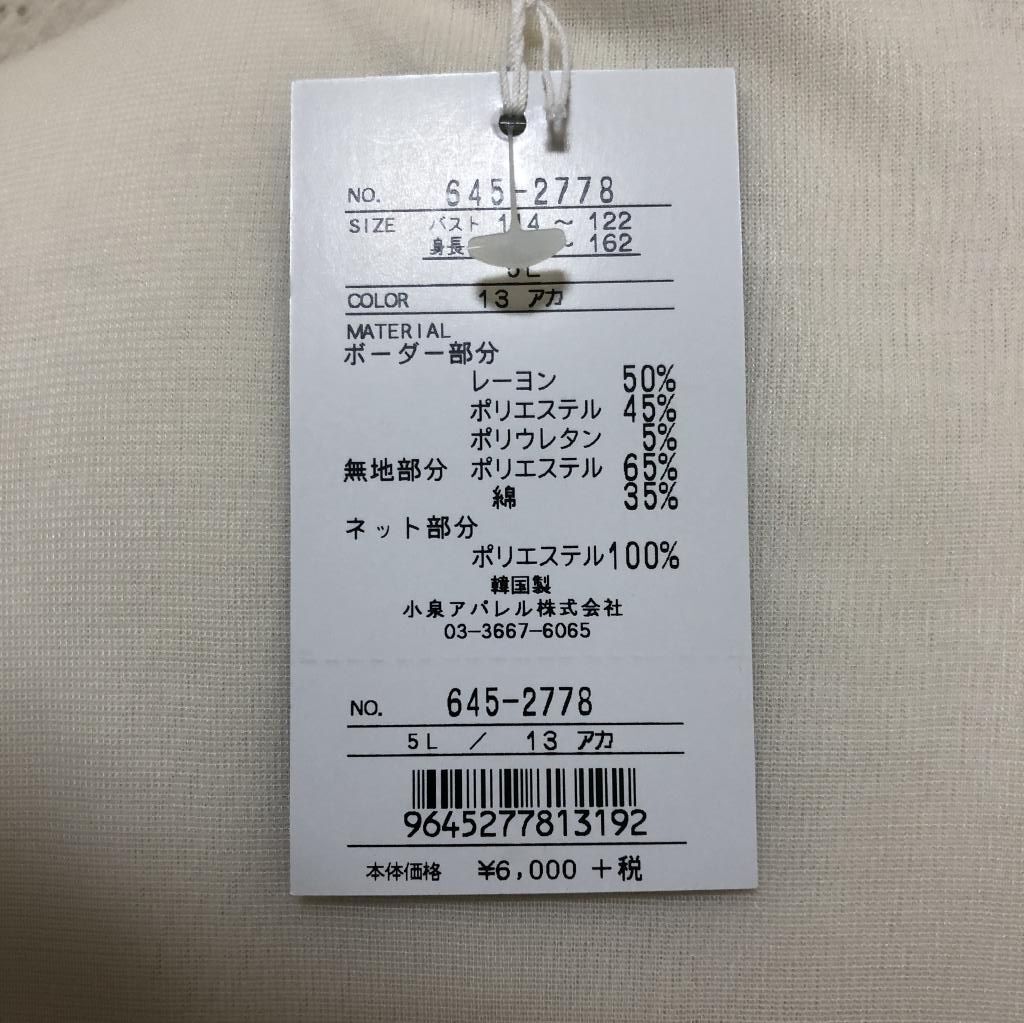 NO. 645-2778
SIZE バスト 114 ～ 122
身長 ～ 162
5L
COLOR 13 アカ
MATERIAL
ボーダー部分
レーヨン 50%
ポリエステル 45%
ポリウレタン 5%
無地部分 ポリエステル 65%
綿 35%
ネット部分
ポリエステル100%
韓国製
小泉アパレル株式会社
03-3667-6065
NO. 645-2778
5L / 13 アカ
9645277813192
本体価格 ¥6,000 +税